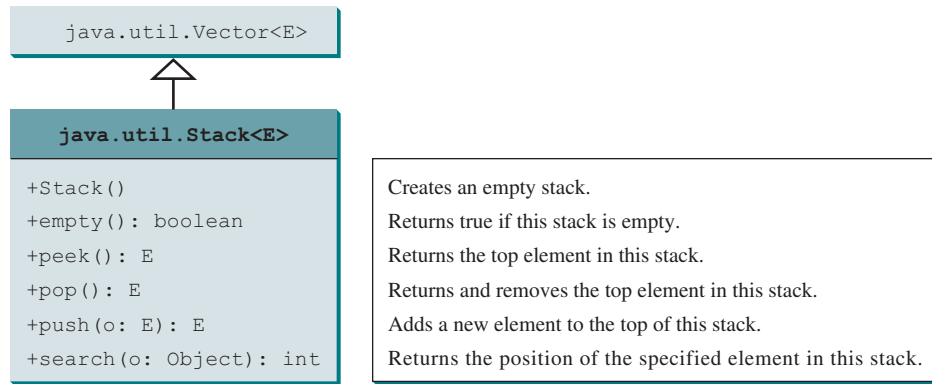 java.util.Vector<E>
java.util.Stack<E>
+Stack()
Creates an empty stack.
+empty(): boolean
Returns true if this stack is empty.
+peek(): E
Returns the top element in this stack.
+pop(): E
Returns and removes the top element in this stack.
+push(o: E): E
Adds a new element to the top of this stack.
+search(o: Object): int
Returns the position of the specified element in this stack.